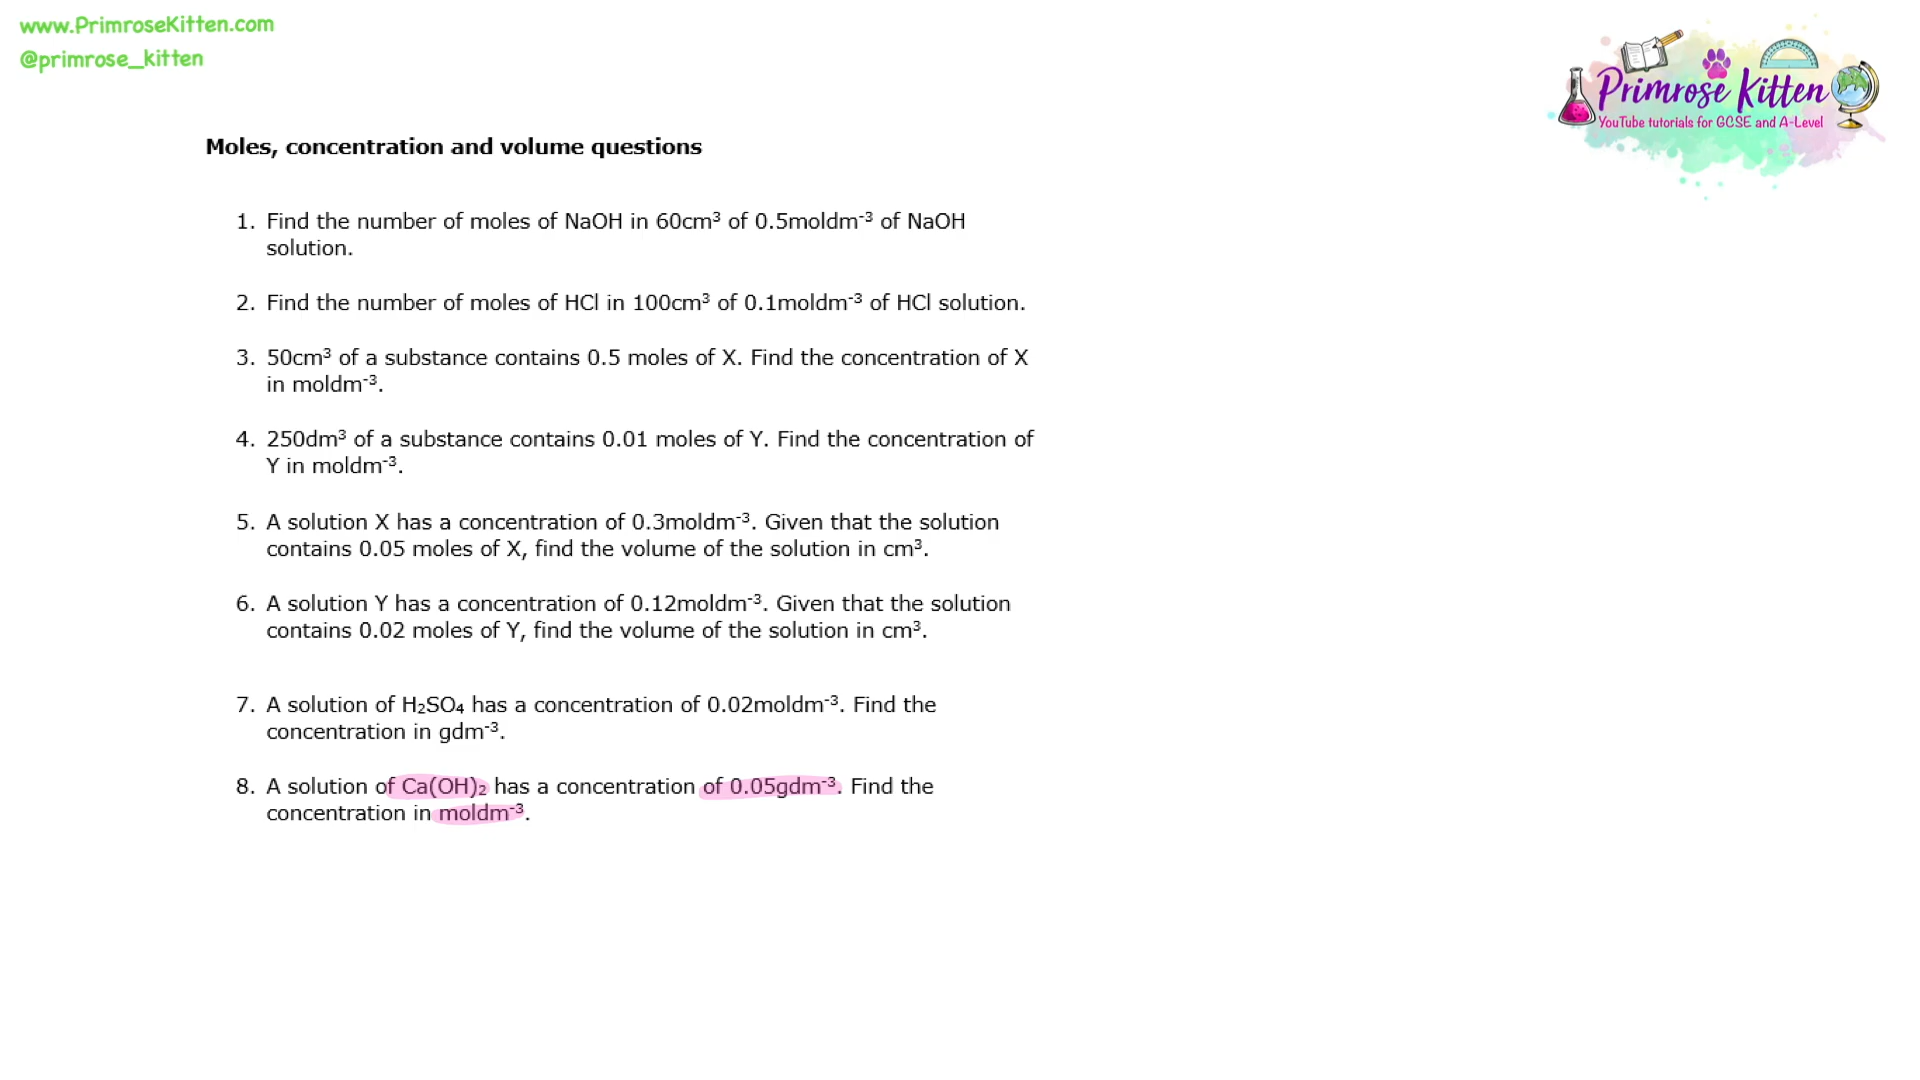 www.PrimroseKitten.com
@primrose_kitten
Primrose Kitten
YouTube tutorials for GCSE and A-Level
Moles, concentration and volume questions
1. Find the number of moles of NaOH in 60cm³ of 0.5moldm⁻³ of NaOH
solution.
2. Find the number of moles of HCl in 100cm³ of 0.1moldm⁻³ of HCl solution.
3. 50cm³ of a substance contains 0.5 moles of X. Find the concentration of X
in moldm⁻³.
4. 250dm³ of a substance contains 0.01 moles of Y. Find the concentration of
Y in moldm⁻³.
5. A solution X has a concentration of 0.3moldm⁻³. Given that the solution
contains 0.05 moles of X, find the volume of the solution in cm³.
6. A solution Y has a concentration of 0.12moldm⁻³. Given that the solution
contains 0.02 moles of Y, find the volume of the solution in cm³.
7. A solution of H₂SO₄ has a concentration of 0.02moldm⁻³. Find the
concentration in gdm⁻³.
8. A solution of Ca(OH)₂ has a concentration of 0.05gdm⁻³. Find the
concentration in moldm⁻³.